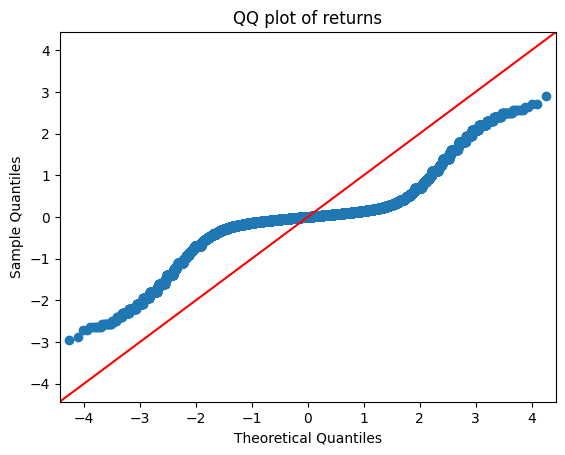 QQ plot of returns
4
3
2
1
0
−1
−2
−3
−4
Sample Quantiles
−4 −3 −2 −1 0 1 2 3 4
Theoretical Quantiles